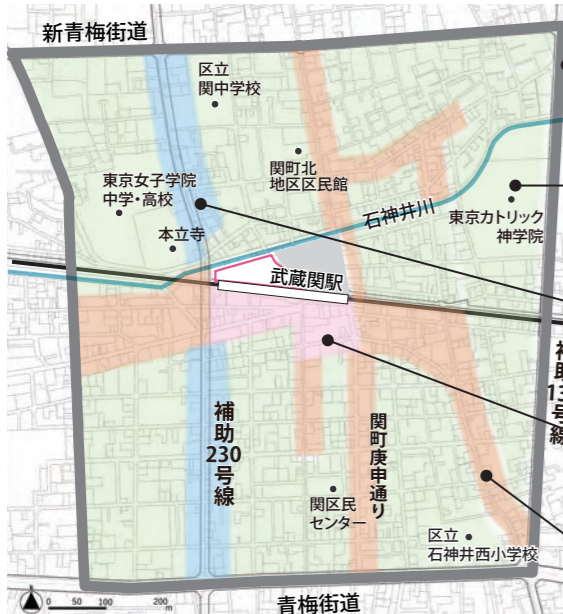 新青梅街道
区立
関中学校
関町北
地区区民館
東京女子学院
中学・高校
石神井川
東京カトリック
神学院
本立寺
武蔵関駅
補助230号線
関町庚申通り
関区民
センター
区立
石神井西小学校
青梅街道
0 50 100 200
m